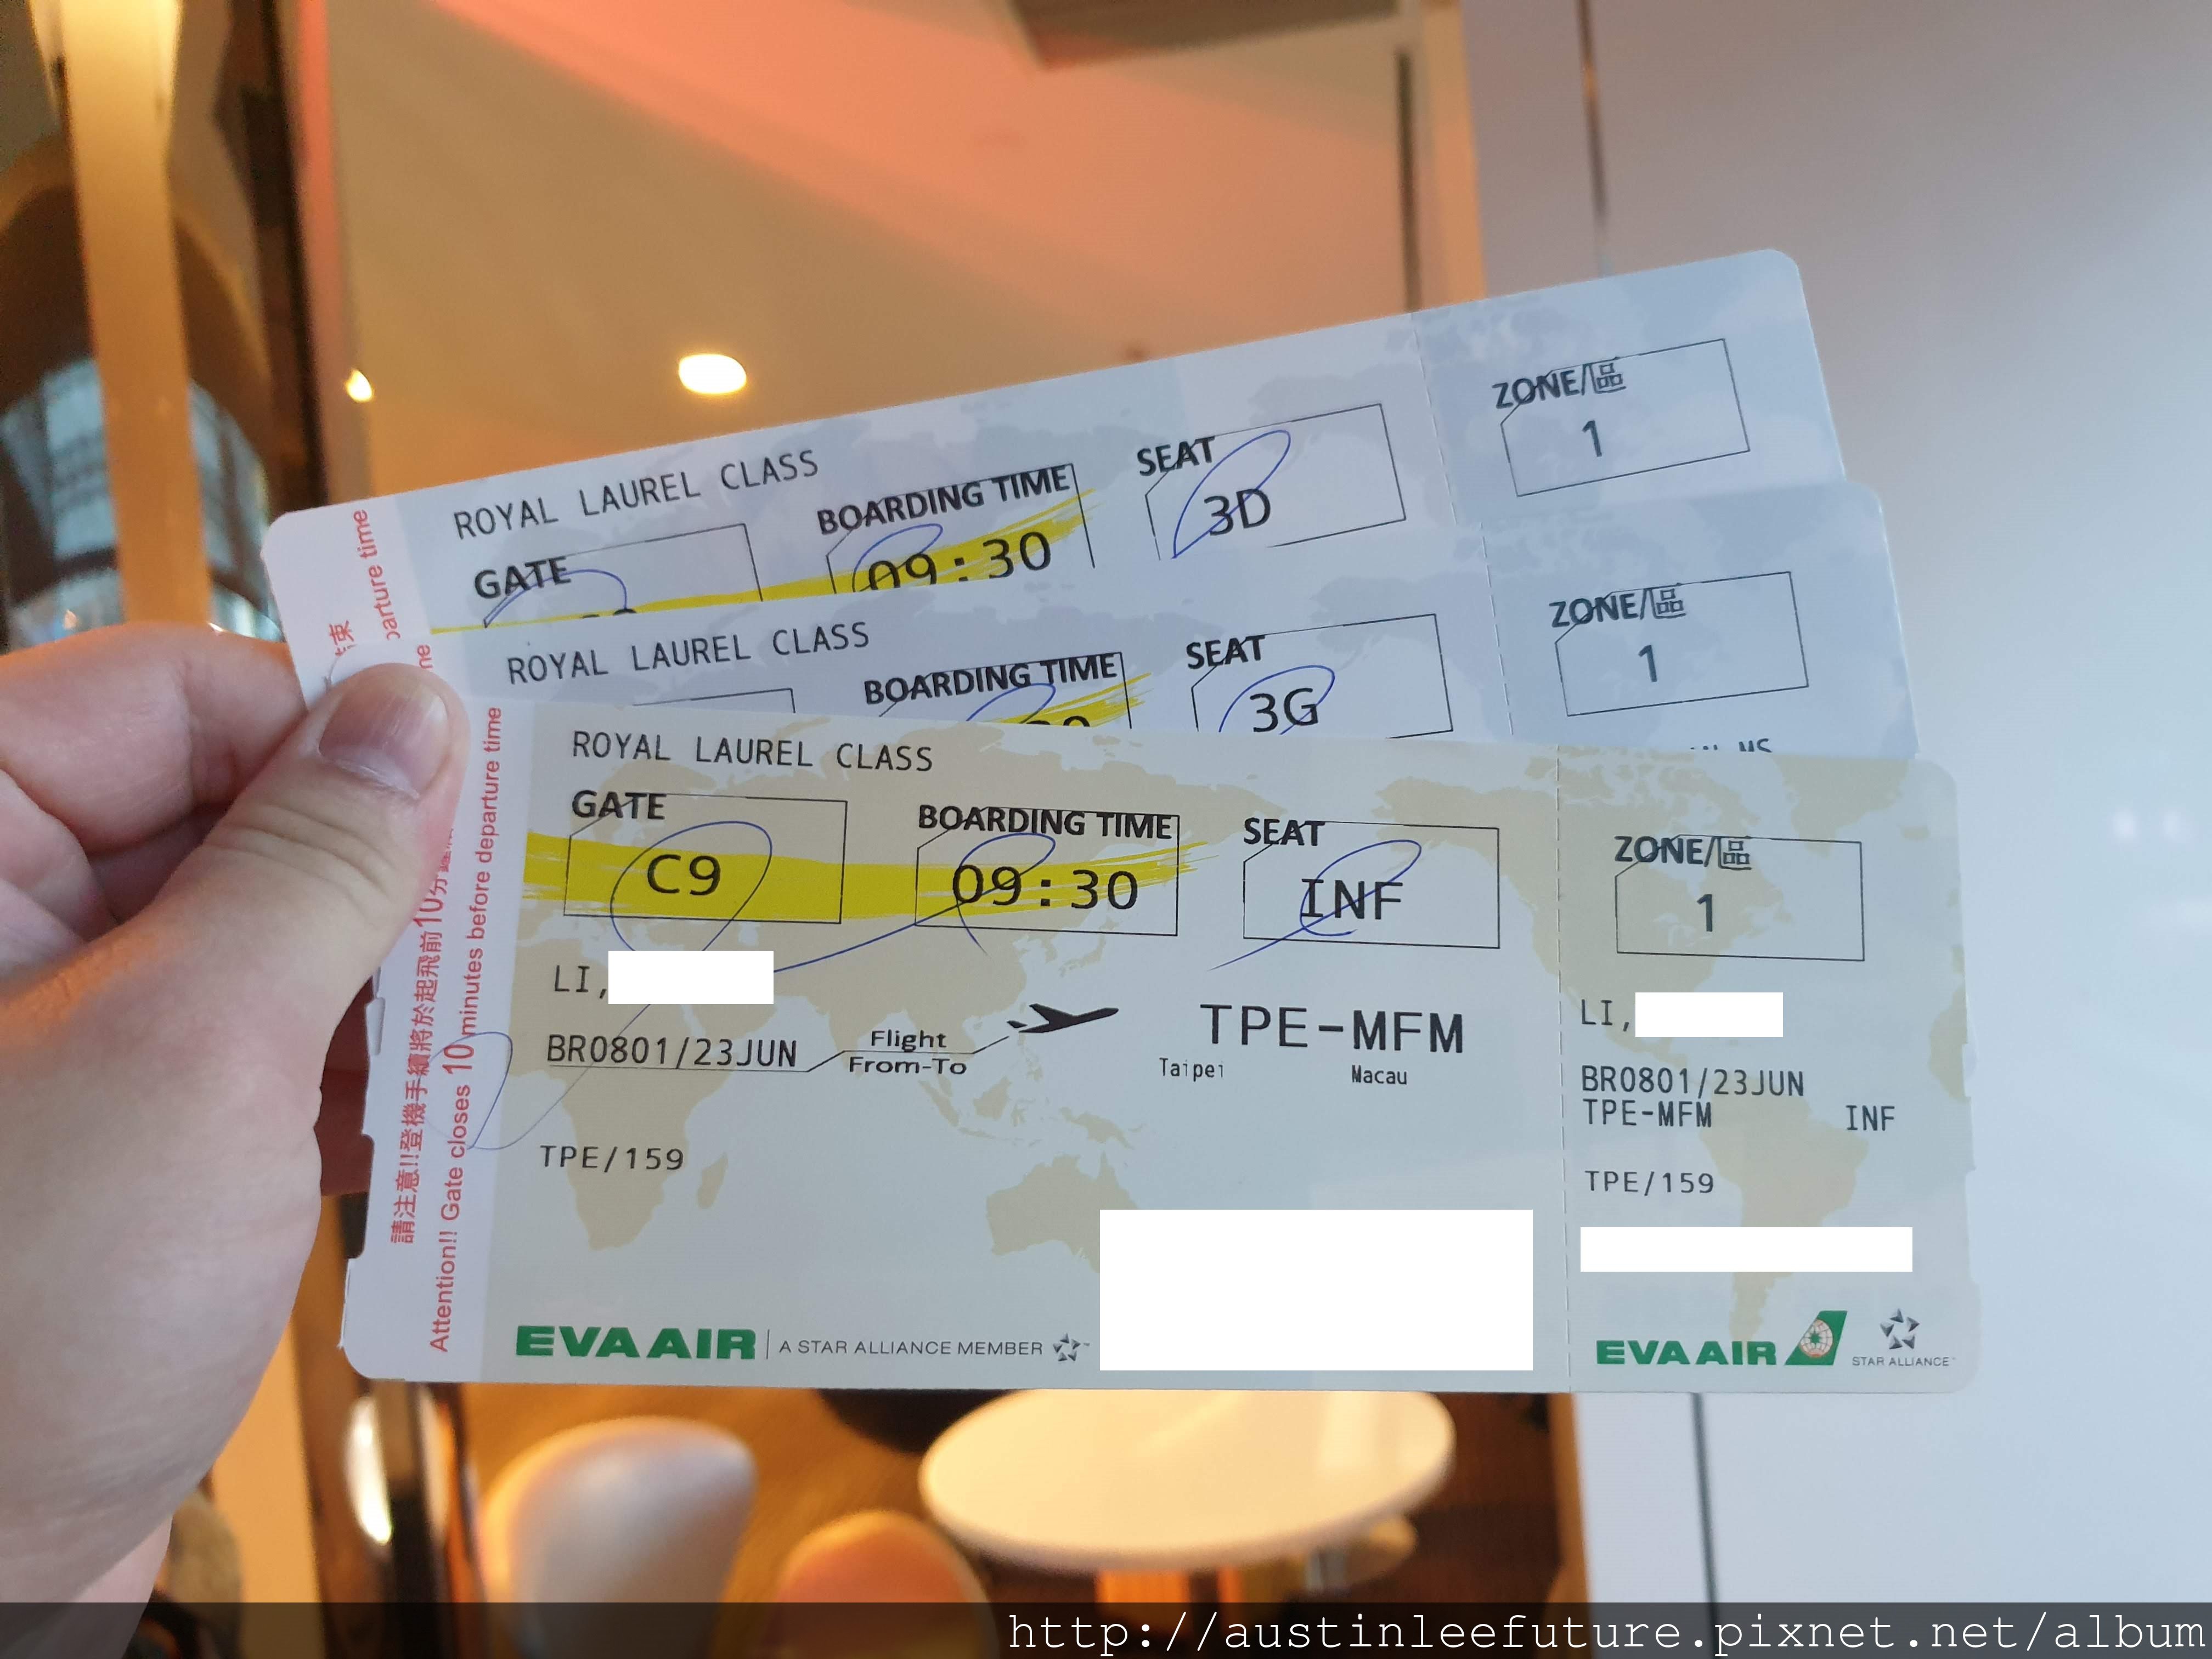 ROYAL LAUREL CLASS
GATE
BOARDING TIME
09:30
SEAT
3D
ZONE/區
1
束
parture time
ROYAL LAUREL CLASS
BOARDING TIME
SEAT
3G
ZONE/區
1
MS
ne
ROYAL LAUREL CLASS
GATE
C9
BOARDING TIME
09:30
SEAT
INF
ZONE/區
1
LI,
LI,
BR0801/23JUN
Flight
From-To
TPE-MFM
Taipei
Macau
BR0801/23JUN
TPE-MFM
INF
TPE/159
TPE/159
請注意!!登機手續將於起飛前10分鐘
Attention!! Gate closes 10 minutes before departure time
EVA AIR
A STAR ALLIANCE MEMBER
EVA AIR
STAR ALLIANCE
http://austinleefuture.pixnet.net/album